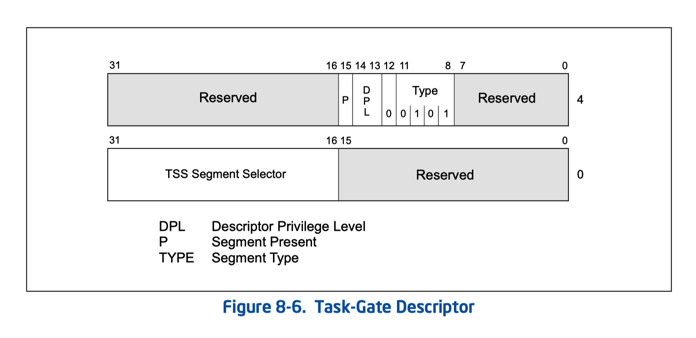 31 16 15 14 13 12 11 8 7 0
Reserved P DPL 0 Type 0 1 0 1 Reserved 4
31 16 15 0
TSS Segment Selector Reserved 0
DPL Descriptor Privilege Level
P Segment Present
TYPE Segment Type
Figure 8-6. Task-Gate Descriptor